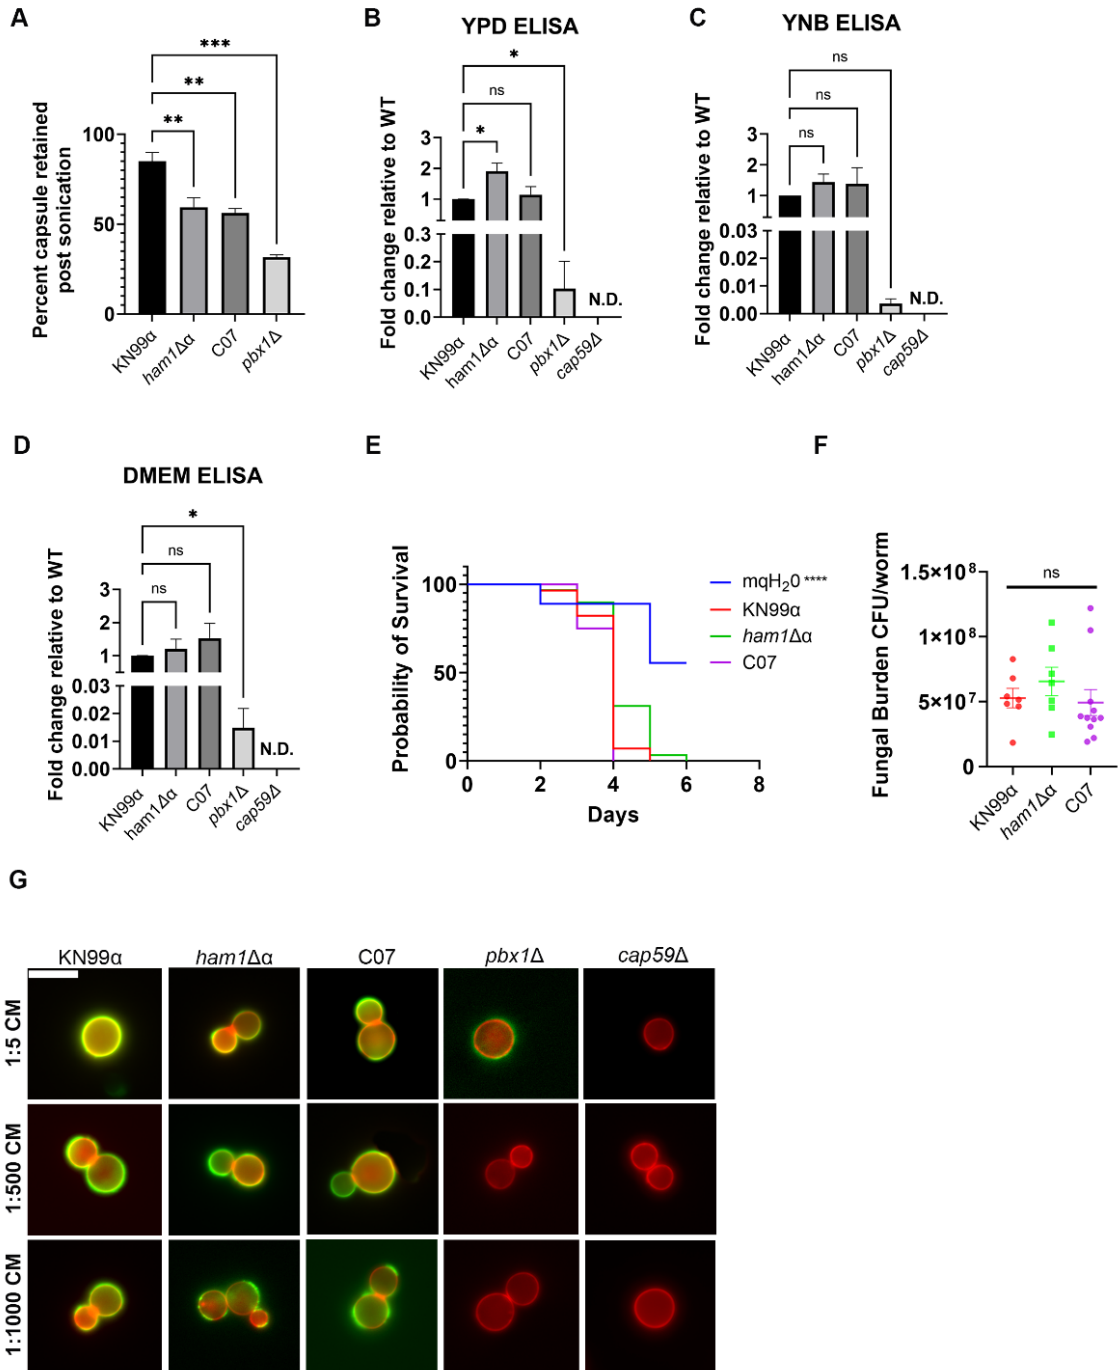 A
Percent capsule retained
post sonication
100
50
0
***
**
**
KN99α
ham1Δα
C07
pbx1Δ
B
YPD ELISA
Fold change relative to WT
3
2
1
0.3
0.2
0.1
0.0
*
ns
*
N.D.
KN99α
ham1Δα
C07
pbx1Δ
cap59Δ
C
YNB ELISA
Fold change relative to WT
3
2
1
0.03
0.02
0.01
0.00
ns
ns
ns
N.D.
KN99α
ham1Δα
C07
pbx1Δ
cap59Δ
D
DMEM ELISA
Fold change relative to WT
3
2
1
0.03
0.02
0.01
0.00
*
ns
ns
N.D.
KN99α
ham1Δα
C07
pbx1Δ
cap59Δ
E
Probability of Survival
100
50
0
0 2 4 6 8
Days
mqH₂0 ****
KN99α
ham1Δα
C07
F
Fungal Burden CFU/worm
1.5×10⁸
1×10⁸
5×10⁷
0
ns
KN99α
ham1Δα
C07
G
KN99α ham1Δα C07 pbx1Δ cap59Δ
1:5 CM
1:500 CM
1:1000 CM